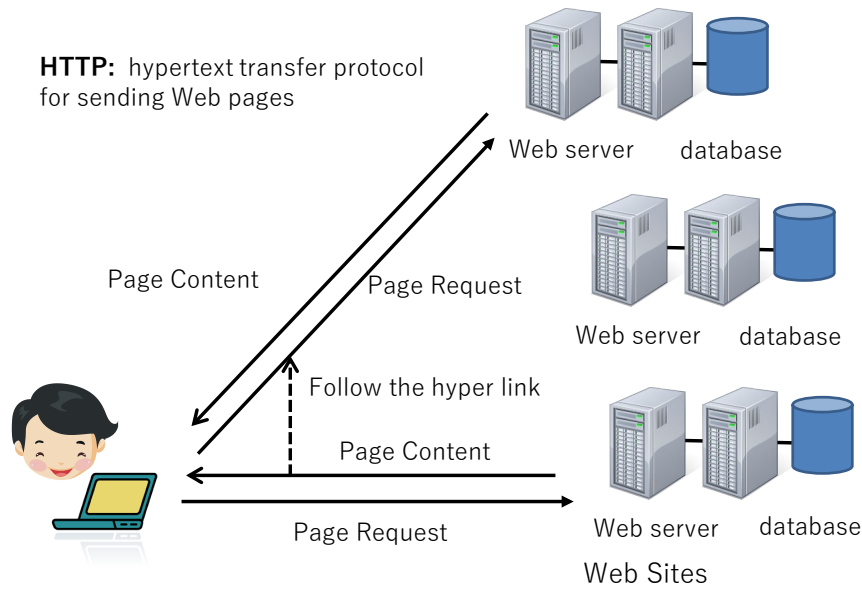 HTTP: hypertext transfer protocol
for sending Web pages
Web server
database
Page Content
Page Request
Web server
database
Follow the hyper link
Page Content
Page Request
Web server
database
Web Sites